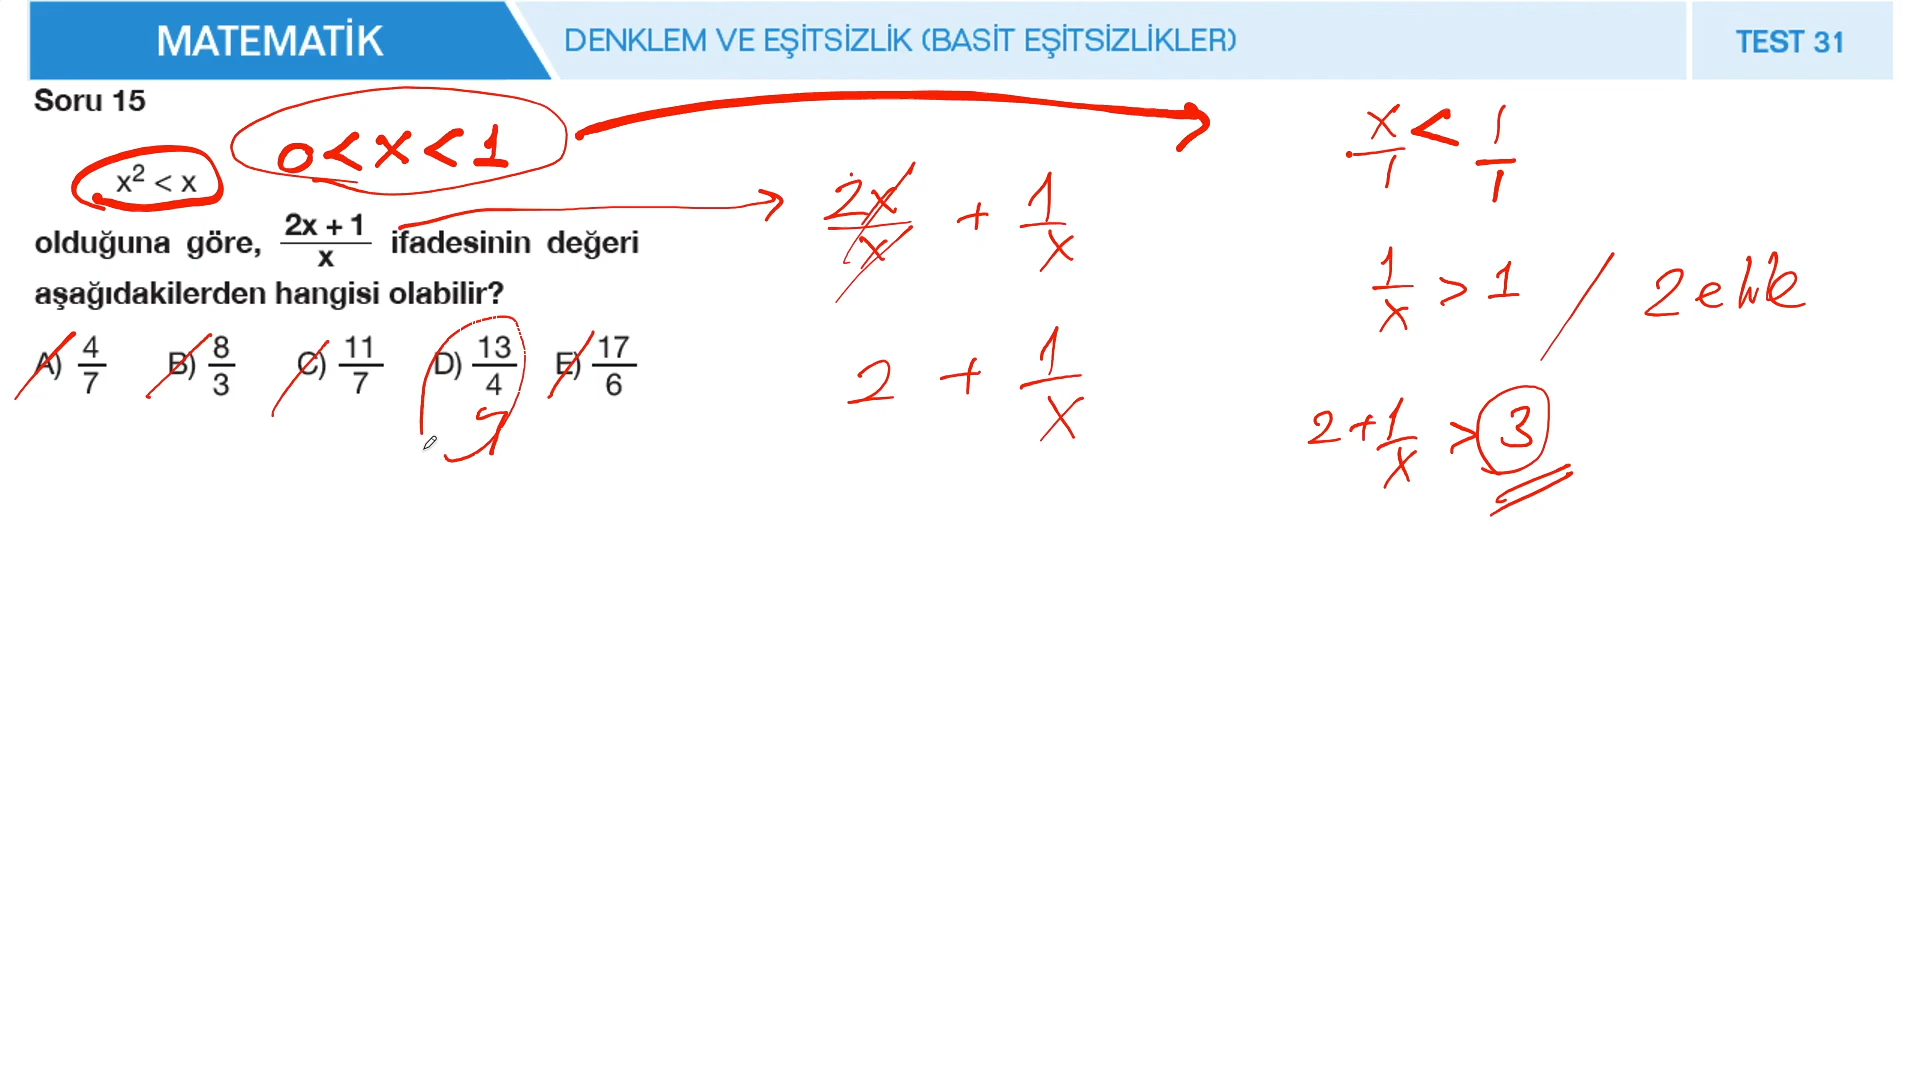 MATEMATİK
DENKLEM VE EŞİTSİZLİK (BASİT EŞİTSİZLİKLER)
TEST 31
Soru 15
0 < x < 1
x² < x
olduğuna göre, (2x + 1)/x ifadesinin değeri
aşağıdakilerden hangisi olabilir?
A) 4/7 B) 8/3 C) 11/7 D) 13/4 E) 17/6
2x/x + 1/x
2 + 1/x
x/1 < 1/1
1/x > 1 / 2 ekle
2 + 1/x > 3